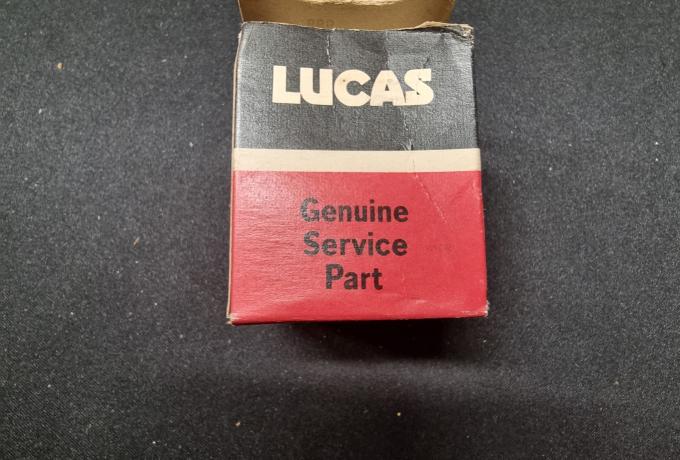 LUCAS
Genuine
Service
Part